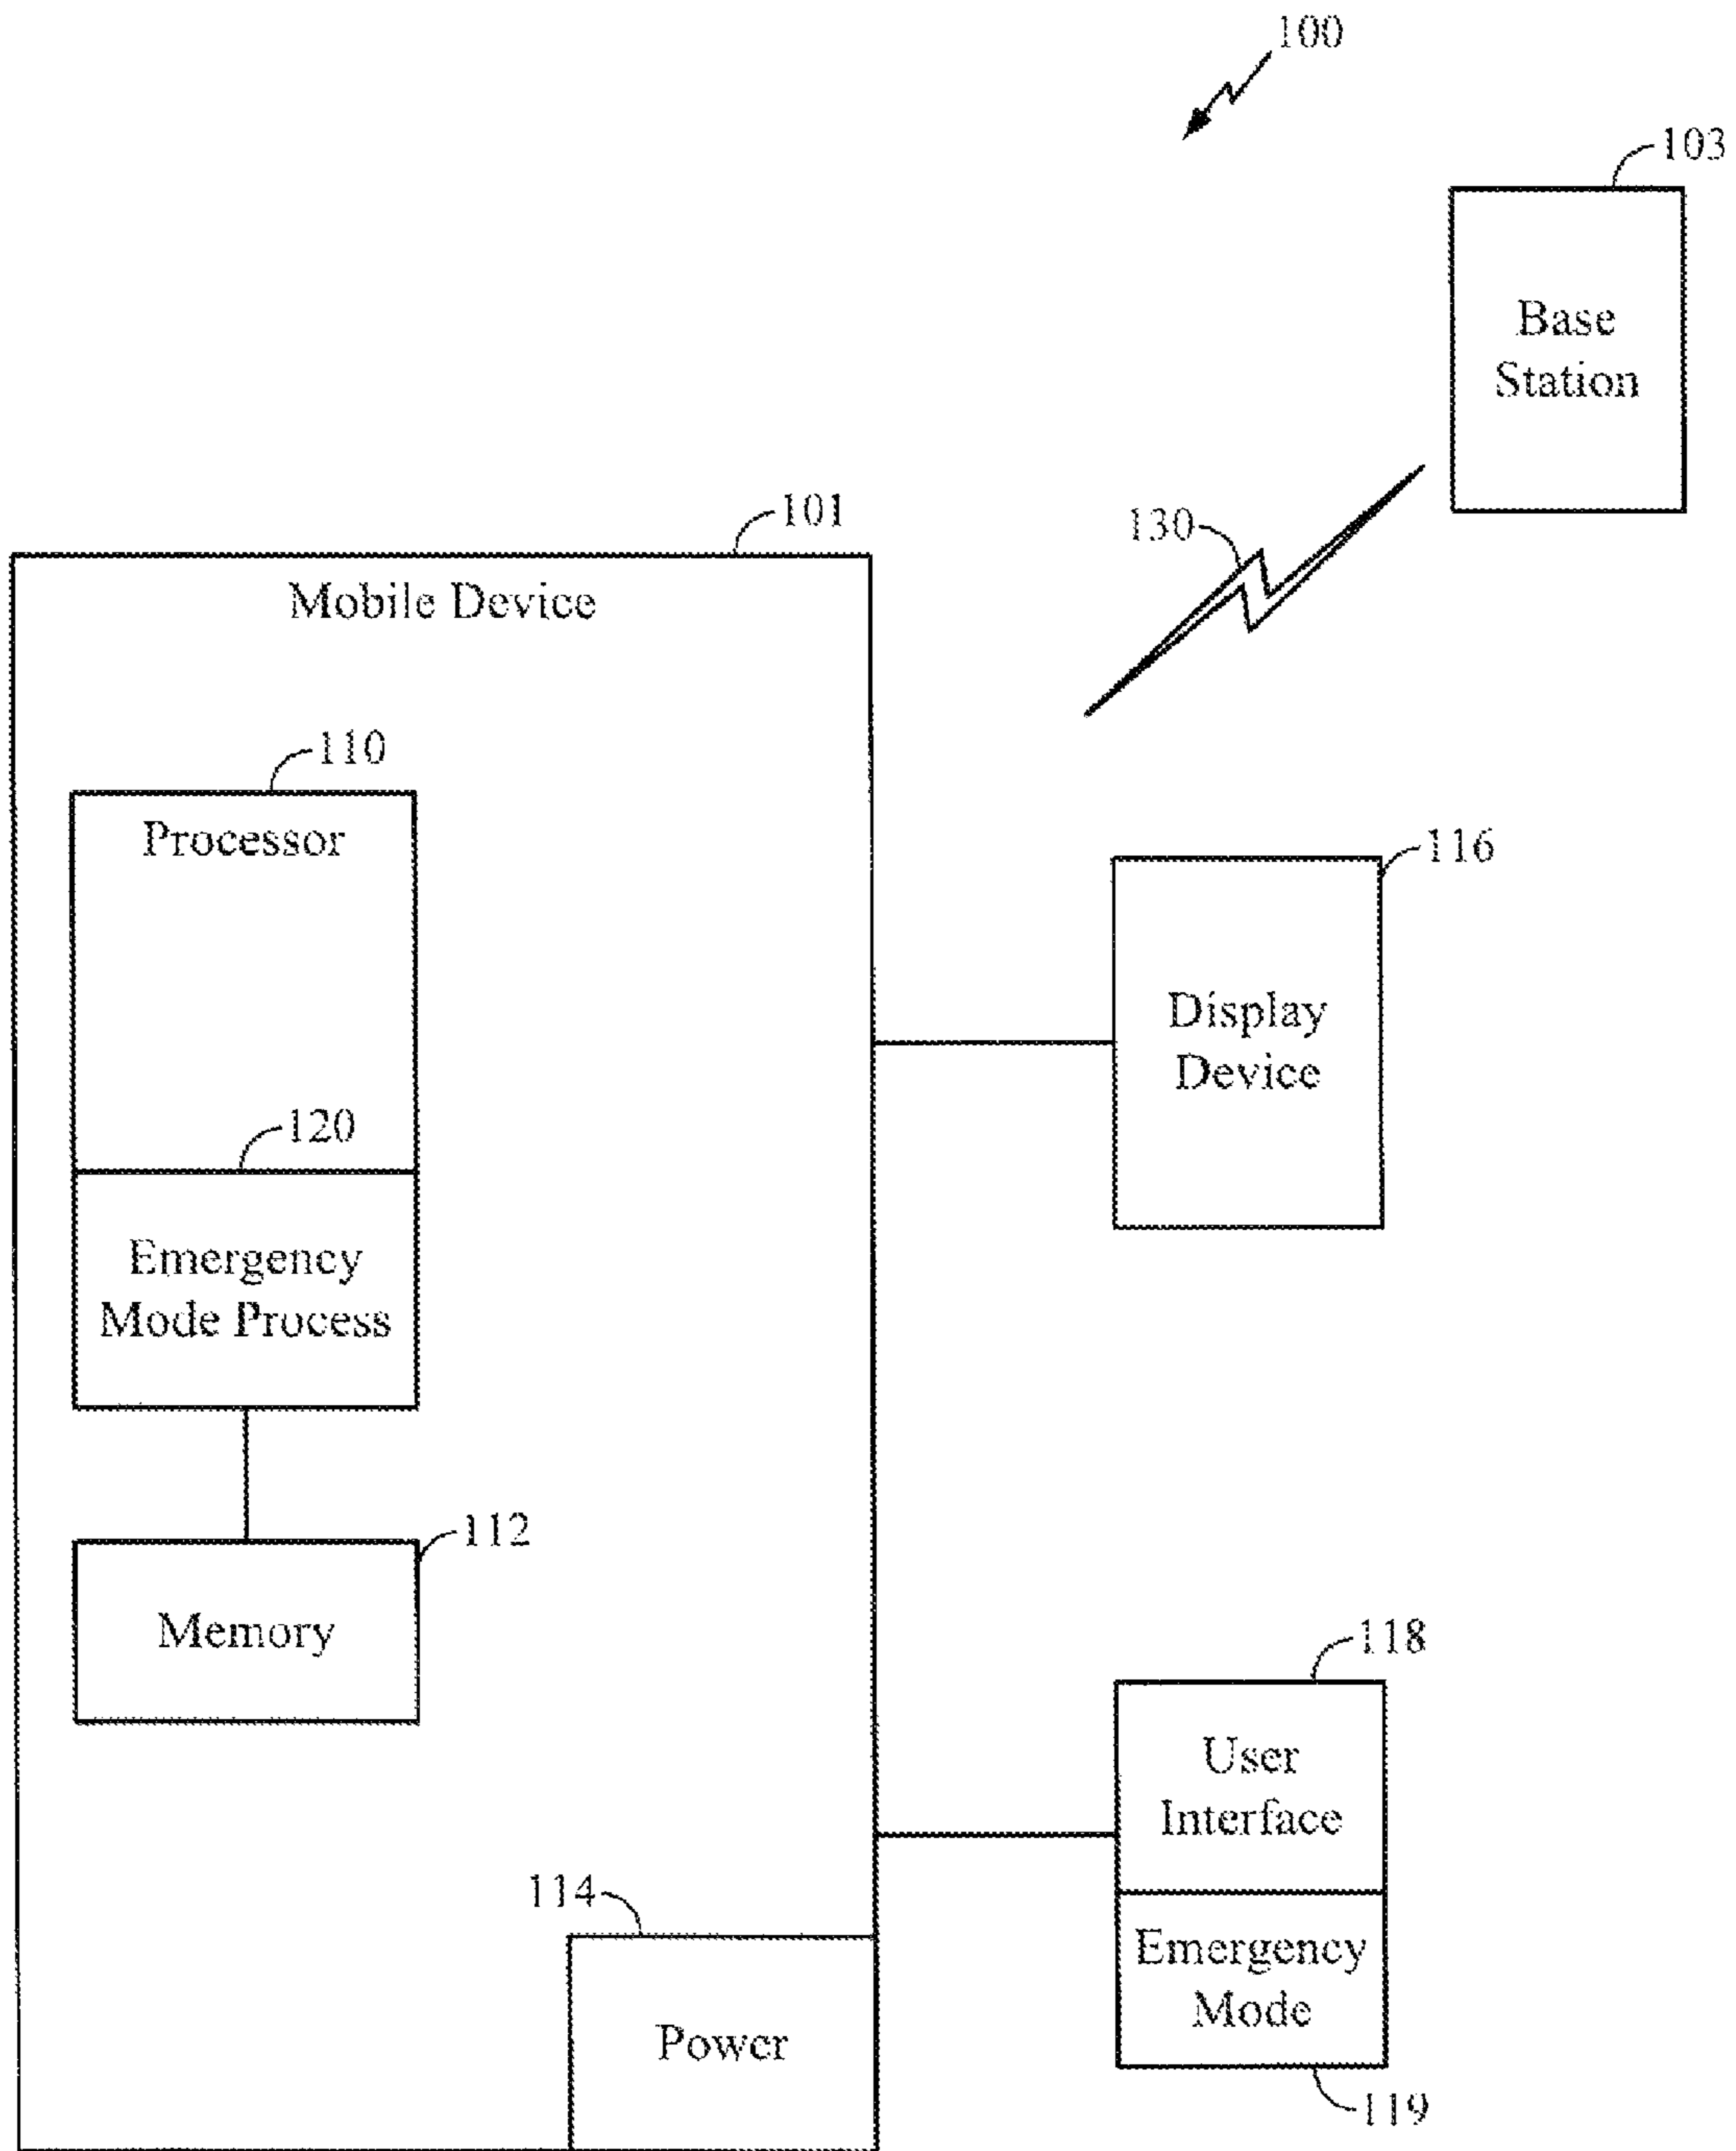 100
103
Base
Station
130
101
Mobile Device
110
Processor
116
Display
Device
120
Emergency
Mode Process
112
Memory
118
User
Interface
114
Power
Emergency
Mode
119